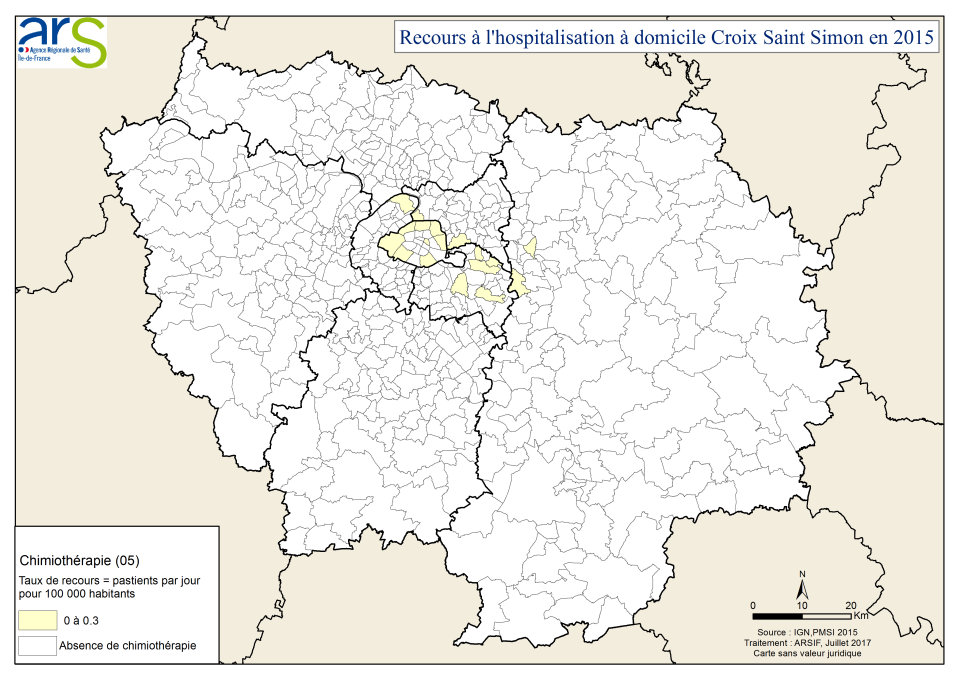 ars
Agence Régionale de Santé
Île-de-France
Recours à l'hospitalisation à domicile Croix Saint Simon en 2015
Chimiothérapie (05)
Taux de recours = pastients par jour
pour 100 000 habitants
0 à 0.3
Absence de chimiothérapie
N
0 10 20
Km
Source : IGN,PMSI 2015
Traitement : ARSIF, Juillet 2017
Carte sans valeur juridique